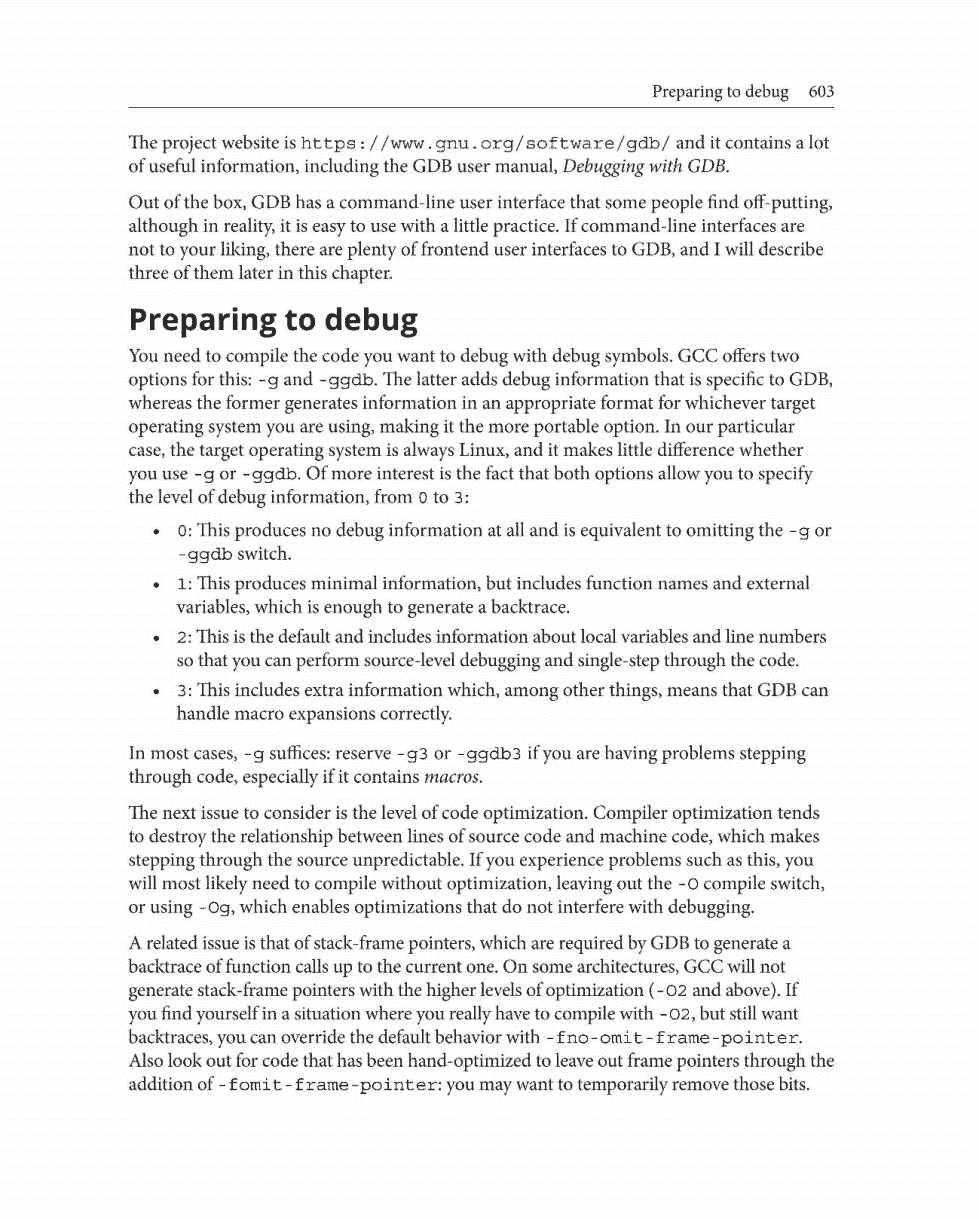 Preparing to debug 603
The project website is https://www.gnu.org/software/gdb/ and it contains a lot
of useful information, including the GDB user manual, Debugging with GDB.
Out of the box, GDB has a command-line user interface that some people find off-putting,
although in reality, it is easy to use with a little practice. If command-line interfaces are
not to your liking, there are plenty of frontend user interfaces to GDB, and I will describe
three of them later in this chapter.
Preparing to debug
You need to compile the code you want to debug with debug symbols. GCC offers two
options for this: -g and -ggdb. The latter adds debug information that is specific to GDB,
whereas the former generates information in an appropriate format for whichever target
operating system you are using, making it the more portable option. In our particular
case, the target operating system is always Linux, and it makes little difference whether
you use -g or -ggdb. Of more interest is the fact that both options allow you to specify
the level of debug information, from 0 to 3:
• 0: This produces no debug information at all and is equivalent to omitting the -g or
-ggdb switch.
• 1: This produces minimal information, but includes function names and external
variables, which is enough to generate a backtrace.
• 2: This is the default and includes information about local variables and line numbers
so that you can perform source-level debugging and single-step through the code.
• 3: This includes extra information which, among other things, means that GDB can
handle macro expansions correctly.
In most cases, -g suffices: reserve -g3 or -ggdb3 if you are having problems stepping
through code, especially if it contains macros.
The next issue to consider is the level of code optimization. Compiler optimization tends
to destroy the relationship between lines of source code and machine code, which makes
stepping through the source unpredictable. If you experience problems such as this, you
will most likely need to compile without optimization, leaving out the -O compile switch,
or using -Og, which enables optimizations that do not interfere with debugging.
A related issue is that of stack-frame pointers, which are required by GDB to generate a
backtrace of function calls up to the current one. On some architectures, GCC will not
generate stack-frame pointers with the higher levels of optimization (-O2 and above). If
you find yourself in a situation where you really have to compile with -O2, but still want
backtraces, you can override the default behavior with -fno-omit-frame-pointer.
Also look out for code that has been hand-optimized to leave out frame pointers through the
addition of -fomit-frame-pointer: you may want to temporarily remove those bits.